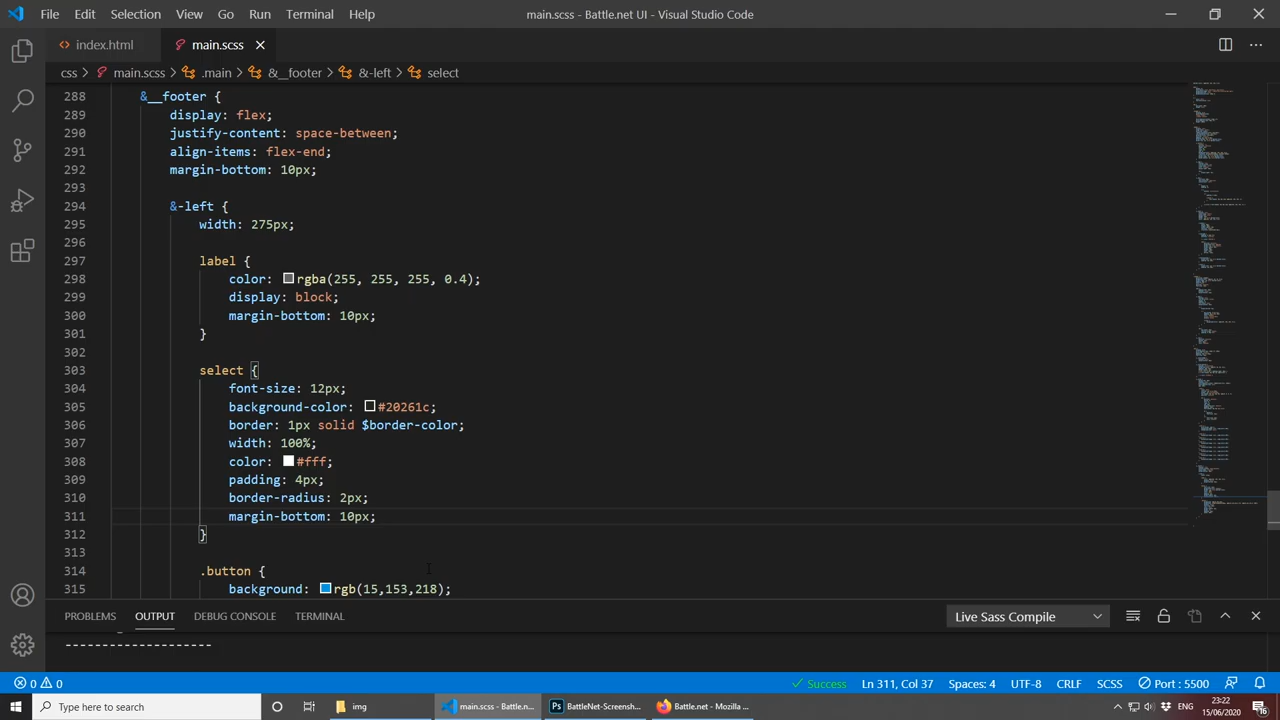 File Edit Selection View Go Run Terminal Help
main.scss - Battle.net UI - Visual Studio Code
index.html
main.scss
css > main.scss > .main > &__footer > &-left > select
288 &__footer {
289 display: flex;
290 justify-content: space-between;
291 align-items: flex-end;
292 margin-bottom: 10px;
293
294 &-left {
295 width: 275px;
296
297 label {
298 color: rgba(255, 255, 255, 0.4);
299 display: block;
300 margin-bottom: 10px;
301 }
302
303 select {
304 font-size: 12px;
305 background-color: #20261c;
306 border: 1px solid $border-color;
307 width: 100%;
308 color: #fff;
309 padding: 4px;
310 border-radius: 2px;
311 margin-bottom: 10px;
312 }
313
314 .button {
315 background: rgb(15,153,218);
PROBLEMS OUTPUT DEBUG CONSOLE TERMINAL
Live Sass Compile
--------------------
0 0
Success Ln 311, Col 37 Spaces: 4 UTF-8 CRLF SCSS Port : 5500
Type here to search
img
main.scss - Battle.n...
BattleNet-Screensh...
Battle.net - Mozilla ...
ENG
23:22
15/06/2020
16